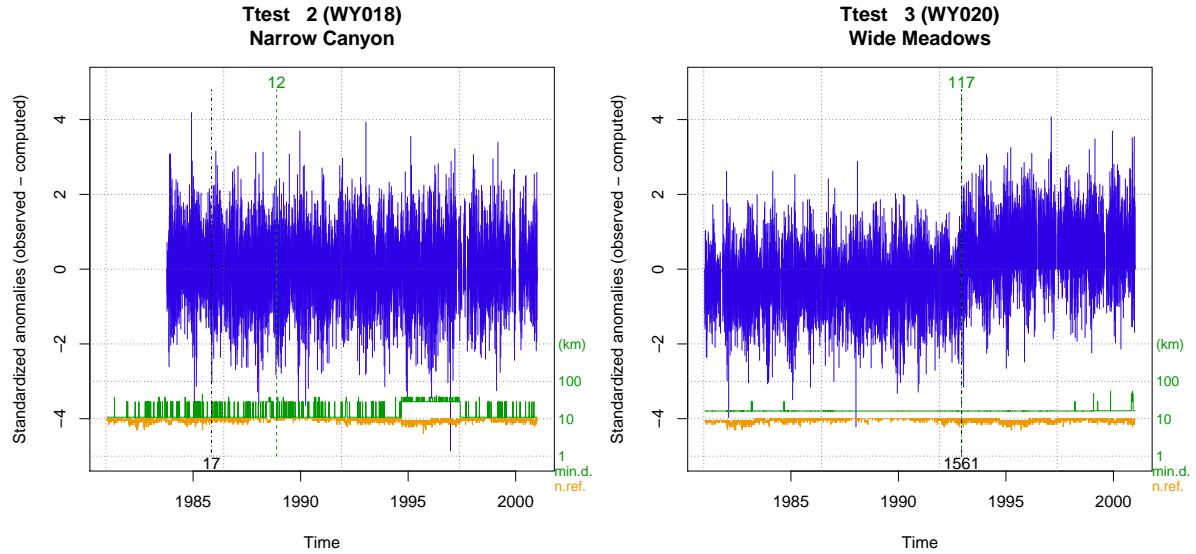 Ttest 2 (WY018)
Narrow Canyon
12
Standardized anomalies (observed − computed)
4
2
0
−2
−4
(km)
100
10
1
min.d.
n.ref.
17
1985
1990
1995
2000
Time
Ttest 3 (WY020)
Wide Meadows
117
Standardized anomalies (observed − computed)
4
2
0
−2
−4
(km)
100
10
1
min.d.
n.ref.
1561
1985
1990
1995
2000
Time